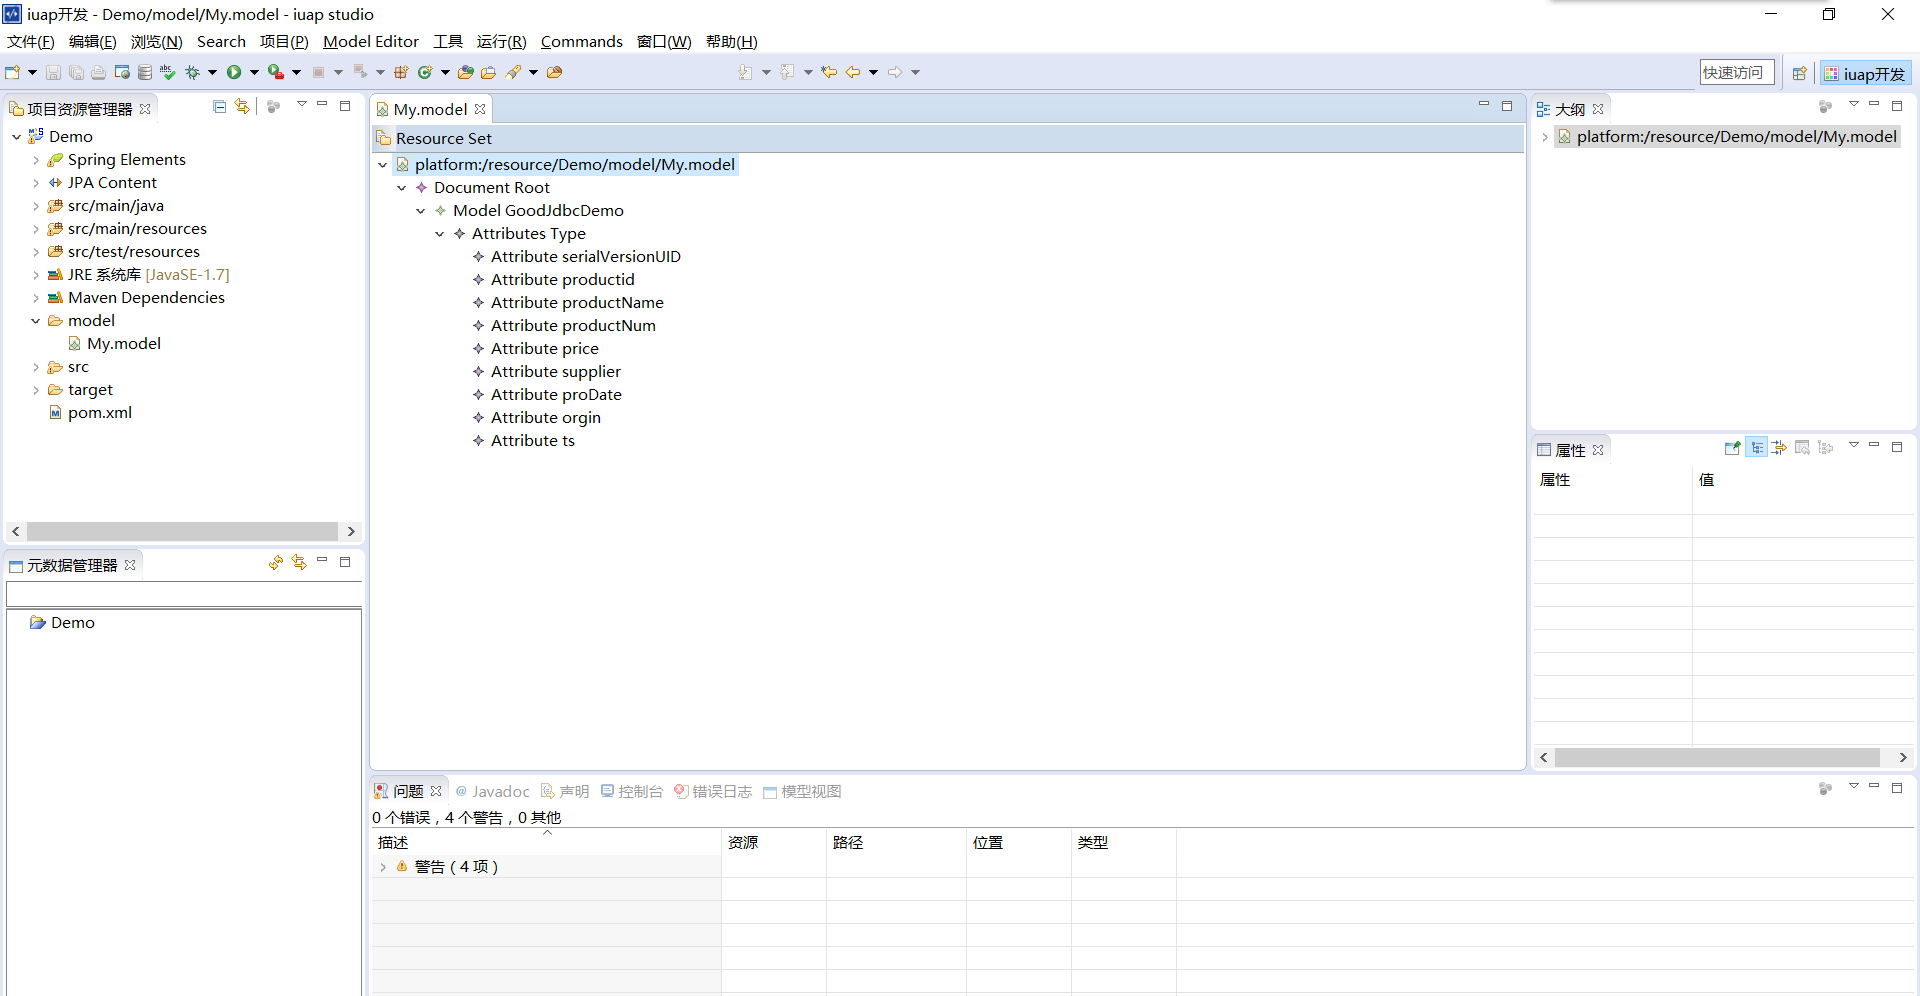 iuap开发 - Demo/model/My.model - iuap studio
文件(F) 编辑(E) 浏览(N) Search 项目(P) Model Editor 工具 运行(R) Commands 窗口(W) 帮助(H)
快速访问 iuap开发
项目资源管理器
Demo
Spring Elements
JPA Content
src/main/java
src/main/resources
src/test/resources
JRE 系统库 [JavaSE-1.7]
Maven Dependencies
model
My.model
src
target
pom.xml
元数据管理器
Demo
My.model
Resource Set
platform:/resource/Demo/model/My.model
Document Root
Model GoodJdbcDemo
Attributes Type
Attribute serialVersionUID
Attribute productid
Attribute productName
Attribute productNum
Attribute price
Attribute supplier
Attribute proDate
Attribute orgin
Attribute ts
大纲
platform:/resource/Demo/model/My.model
属性
属性 值
问题 @ Javadoc 声明 控制台 错误日志 模型视图
0 个错误，4 个警告，0 其他
描述 资源 路径 位置 类型
警告（4 项）